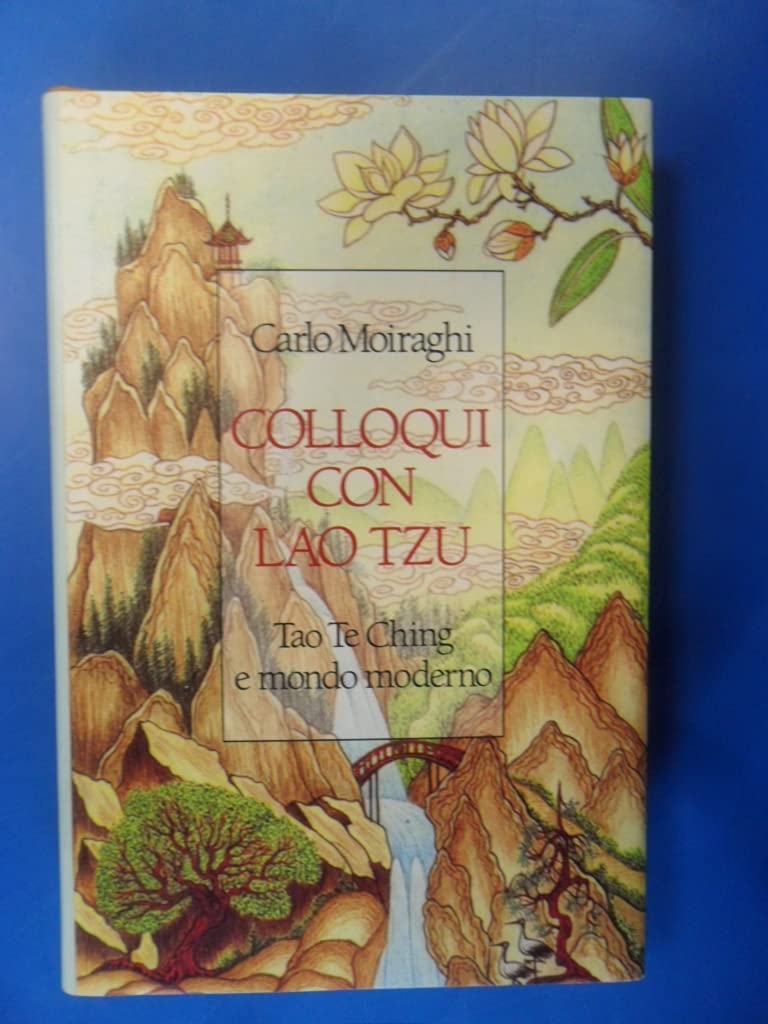 Carlo Moiraghi
COLLOQUI
CON
LAO TZU
Tao Te Ching
e mondo moderno